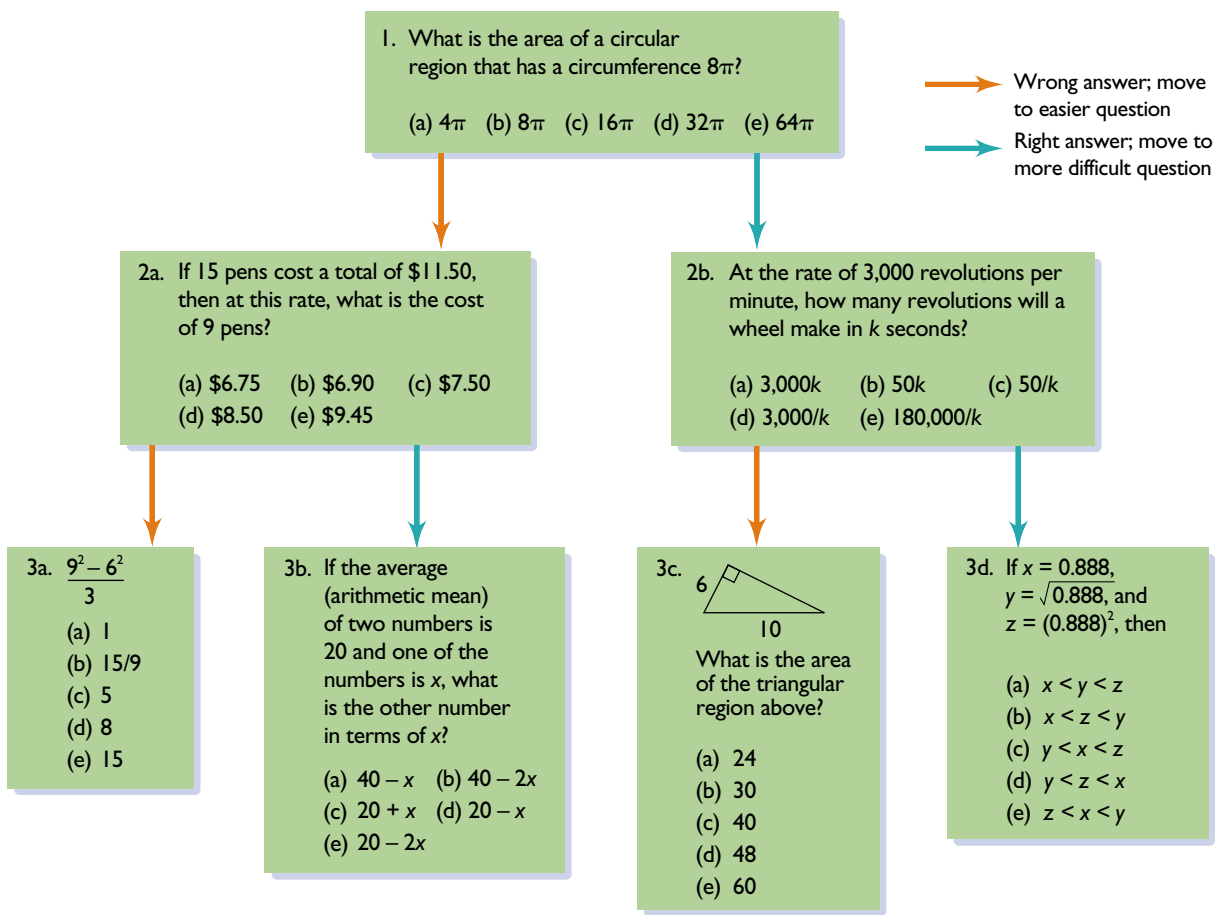 1. What is the area of a circular
region that has a circumference 8π?
(a) 4π (b) 8π (c) 16π (d) 32π (e) 64π
Wrong answer; move
to easier question
Right answer; move to
more difficult question
2a. If 15 pens cost a total of $11.50,
then at this rate, what is the cost
of 9 pens?
(a) $6.75 (b) $6.90 (c) $7.50
(d) $8.50 (e) $9.45
2b. At the rate of 3,000 revolutions per
minute, how many revolutions will a
wheel make in k seconds?
(a) 3,000k (b) 50k (c) 50/k
(d) 3,000/k (e) 180,000/k
3a. 9² – 6²
3
(a) 1
(b) 15/9
(c) 5
(d) 8
(e) 15
3b. If the average
(arithmetic mean)
of two numbers is
20 and one of the
numbers is x, what
is the other number
in terms of x?
(a) 40 – x (b) 40 – 2x
(c) 20 + x (d) 20 – x
(e) 20 – 2x
3c.
6
10
What is the area
of the triangular
region above?
(a) 24
(b) 30
(c) 40
(d) 48
(e) 60
3d. If x = 0.888,
y = √0.888, and
z = (0.888)², then
(a) x < y < z
(b) x < z < y
(c) y < x < z
(d) y < z < x
(e) z < x < y